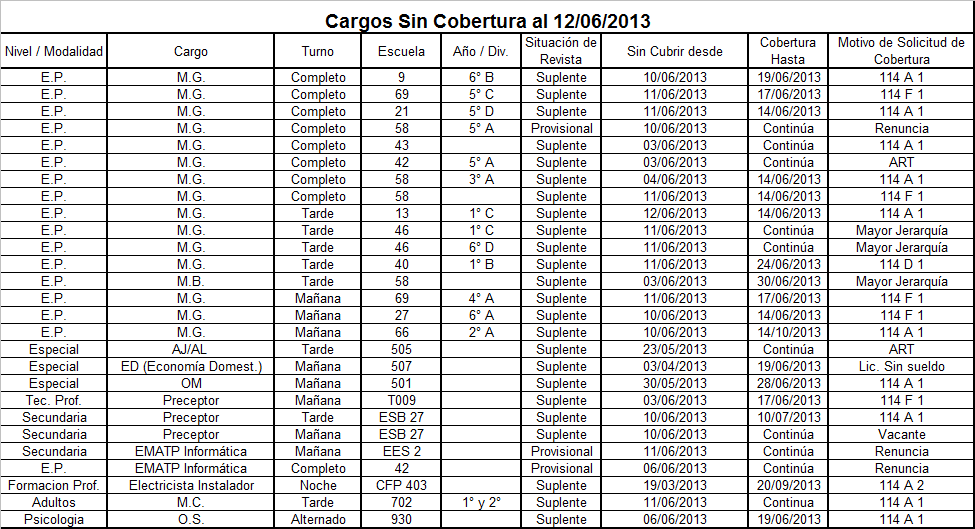 Cargos Sin Cobertura al 12/06/2013
Nivel / Modalidad Cargo Turno Escuela Año / Div. Situación de Revista Sin Cubrir desde Cobertura Hasta Motivo de Solicitud de Cobertura
E.P. M.G. Completo 9 6° B Suplente 10/06/2013 19/06/2013 114 A 1
E.P. M.G. Completo 69 5° C Suplente 11/06/2013 17/06/2013 114 F 1
E.P. M.G. Completo 21 5° D Suplente 11/06/2013 14/06/2013 114 A 1
E.P. M.G. Completo 58 5° A Provisional 10/06/2013 Continúa Renuncia
E.P. M.G. Completo 43 Suplente 03/06/2013 Continúa 114 A 1
E.P. M.G. Completo 42 5° A Suplente 03/06/2013 Continúa ART
E.P. M.G. Completo 58 3° A Suplente 04/06/2013 14/06/2013 114 A 1
E.P. M.G. Completo 58 Suplente 11/06/2013 14/06/2013 114 F 1
E.P. M.G. Tarde 13 1° C Suplente 12/06/2013 14/06/2013 114 A 1
E.P. M.G. Tarde 46 1° C Suplente 11/06/2013 Continúa Mayor Jerarquía
E.P. M.G. Tarde 46 6° D Suplente 11/06/2013 Continúa Mayor Jerarquía
E.P. M.G. Tarde 40 1° B Suplente 11/06/2013 24/06/2013 114 D 1
E.P. M.B. Tarde 58 Suplente 03/06/2013 30/06/2013 Mayor Jerarquía
E.P. M.G. Mañana 69 4° A Suplente 11/06/2013 17/06/2013 114 F 1
E.P. M.G. Mañana 27 6° A Suplente 10/06/2013 14/06/2013 114 F 1
E.P. M.G. Mañana 66 2° A Suplente 10/06/2013 14/10/2013 114 A 1
Especial AJ/AL Tarde 505 Suplente 23/05/2013 Continúa ART
Especial ED (Economía Domest.) Mañana 507 Suplente 03/04/2013 19/06/2013 Lic. Sin sueldo
Especial OM Mañana 501 Suplente 30/05/2013 28/06/2013 114 A 1
Tec. Prof. Preceptor Mañana T009 Suplente 03/06/2013 17/06/2013 114 F 1
Secundaria Preceptor Tarde ESB 27 Suplente 10/06/2013 10/07/2013 114 A 1
Secundaria Preceptor Mañana ESB 27 Suplente 10/06/2013 Continúa Vacante
Secundaria EMATP Informática Mañana EES 2 Provisional 11/06/2013 Continúa Renuncia
E.P. EMATP Informática Completo 42 Provisional 06/06/2013 Continúa Renuncia
Formacion Prof. Electricista Instalador Noche CFP 403 Suplente 19/03/2013 20/09/2013 114 A 2
Adultos M.C. Tarde 702 1° y 2° Suplente 11/06/2013 Continua 114 A 1
Psicologia O.S. Alternado 930 Suplente 06/06/2013 19/06/2013 114 A 1